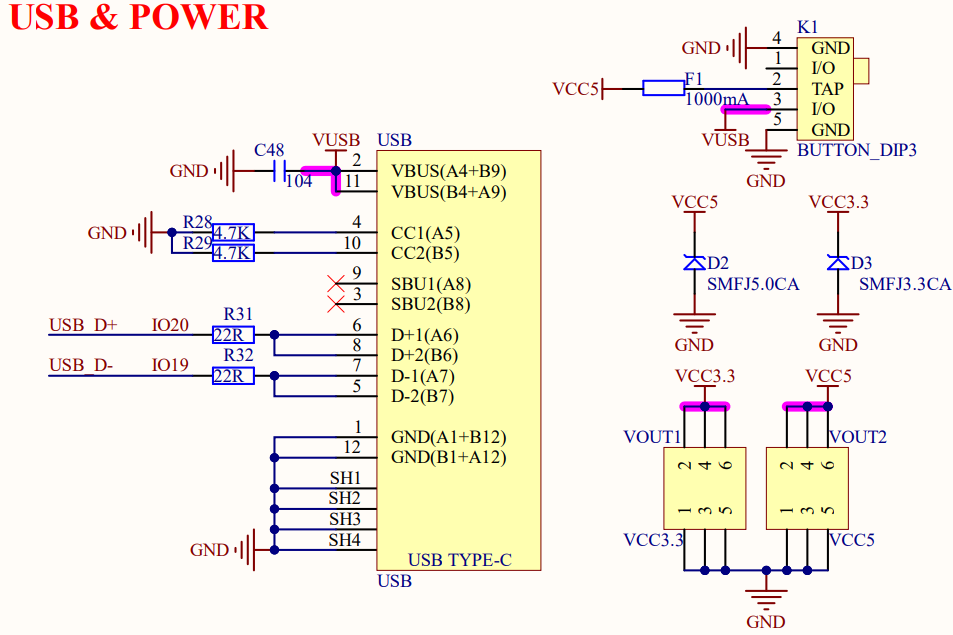 USB & POWER
K1
GND 4 GND
1 I/O
VCC5 F1 2 TAP
1000mA 3 I/O
VUSB 5 GND
BUTTON_DIP3
GND
VUSB USB
C48 2 VBUS(A4+B9)
GND 104 11 VBUS(B4+A9)
R28 4 CC1(A5)
GND 4.7K
R29 10 CC2(B5)
4.7K
9 SBU1(A8)
3 SBU2(B8)
R31
USB_D+ IO20 22R 6 D+1(A6)
R32 8 D+2(B6)
USB_D- IO19 22R 7 D-1(A7)
5 D-2(B7)
1 GND(A1+B12)
12 GND(B1+A12)
SH1
SH2
SH3
GND SH4
USB TYPE-C
USB
VCC5 VCC3.3
D2 D3
SMFJ5.0CA SMFJ3.3CA
GND GND
VCC3.3 VCC5
VOUT1 VOUT2
2 4 6 2 4 6
1 3 5 1 3 5
VCC3.3 VCC5
GND